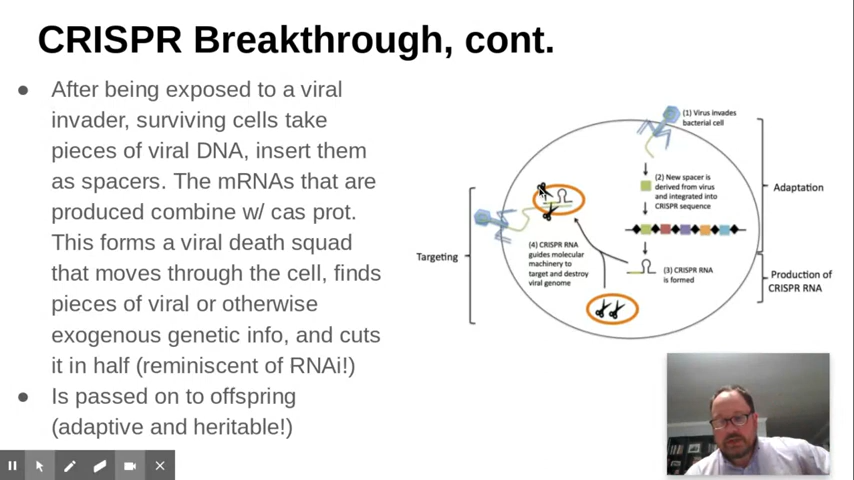 CRISPR Breakthrough, cont.
● After being exposed to a viral
invader, surviving cells take
pieces of viral DNA, insert them
as spacers. The mRNAs that are
produced combine w/ cas prot.
This forms a viral death squad
that moves through the cell, finds
pieces of viral or otherwise
exogenous genetic info, and cuts
it in half (reminiscent of RNAi!)
● Is passed on to offspring
(adaptive and heritable!)
(1) Virus invades
bacterial cell
(2) New spacer is
derived from virus
and integrated into
CRISPR sequence
Adaptation
Targeting
(4) CRISPR RNA
guides molecular
machinery to
target and destroy
viral genome
(3) CRISPR RNA
is formed
Production of
CRISPR RNA